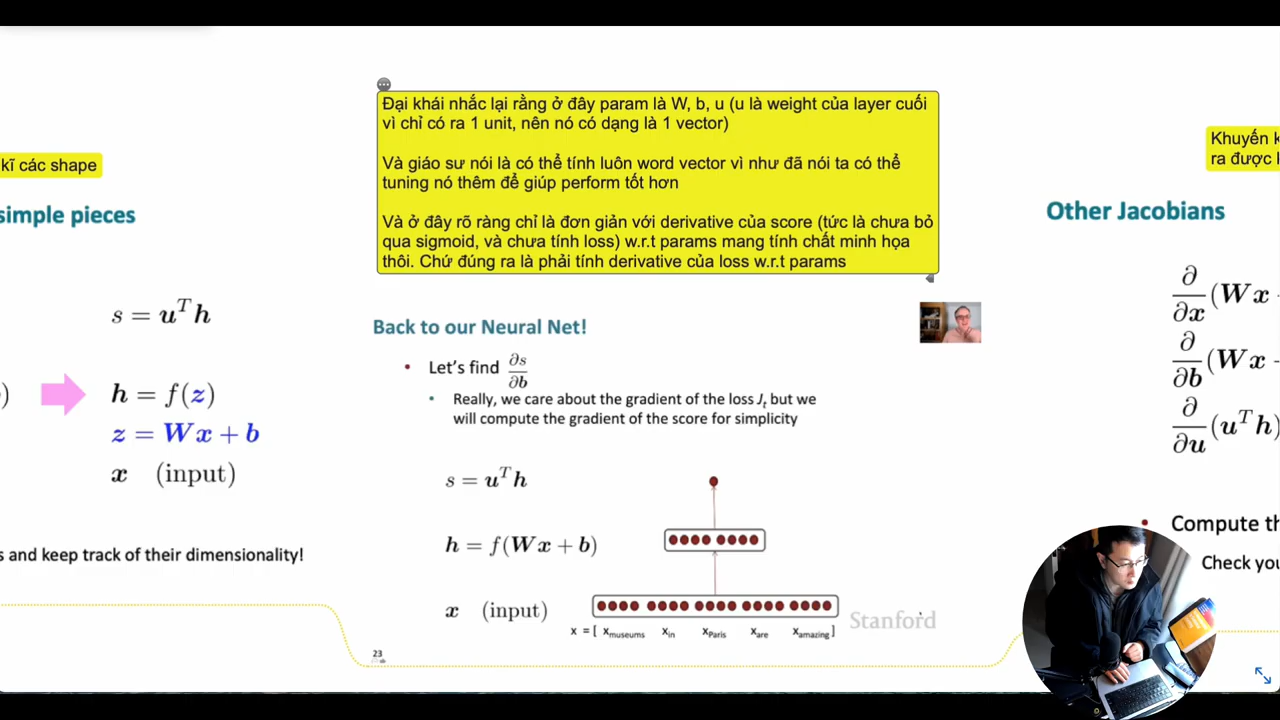 Đại khái nhắc lại rằng ở đây param là W, b, u (u là weight của layer cuối
vì chỉ có ra 1 unit, nên nó có dạng là 1 vector)
Và giáo sư nói là có thể tính luôn word vector vì như đã nói ta có thể
tuning nó thêm để giúp perform tốt hơn
Và ở đây rõ ràng chỉ là đơn giản với derivative của score (tức là chưa bỏ
qua sigmoid, và chưa tính loss) w.r.t params mang tính chất minh họa
thôi. Chứ đúng ra là phải tính derivative của loss w.r.t params
kĩ các shape
simple pieces
s = uᵀh
) h = f(z)
z = Wx + b
x (input)
s and keep track of their dimensionality!
Back to our Neural Net!
• Let's find ∂s/∂b
• Really, we care about the gradient of the loss Jₜ but we
will compute the gradient of the score for simplicity
s = uᵀh
h = f(Wx + b)
x (input)
x = [ x_museums x_in x_Paris x_are x_amazing ]
Stanford
23
Khuyến k
ra được k
Other Jacobians
∂/∂x (Wx
∂/∂b (Wx
∂/∂u (uᵀh)
• Compute th
Check you